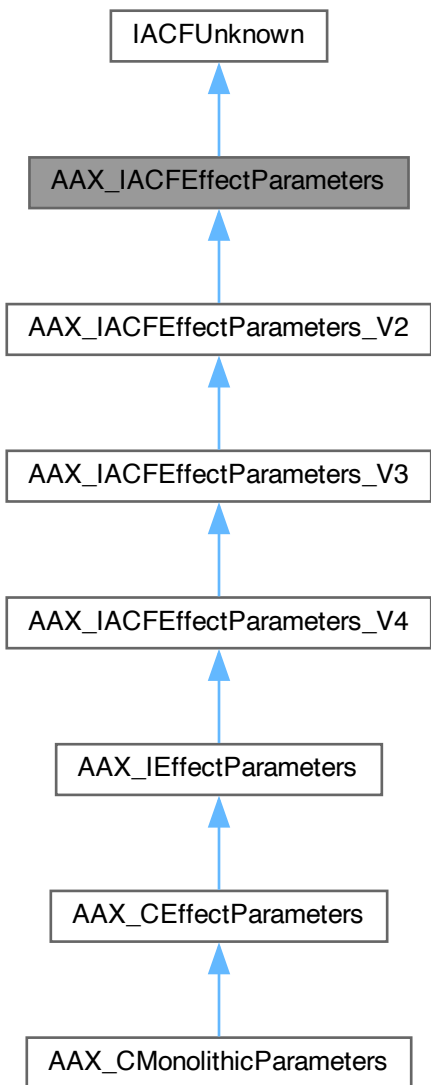 IACFUnknown
AAX_IACFEffectParameters
AAX_IACFEffectParameters_V2
AAX_IACFEffectParameters_V3
AAX_IACFEffectParameters_V4
AAX_IEffectParameters
AAX_CEffectParameters
AAX_CMonolithicParameters